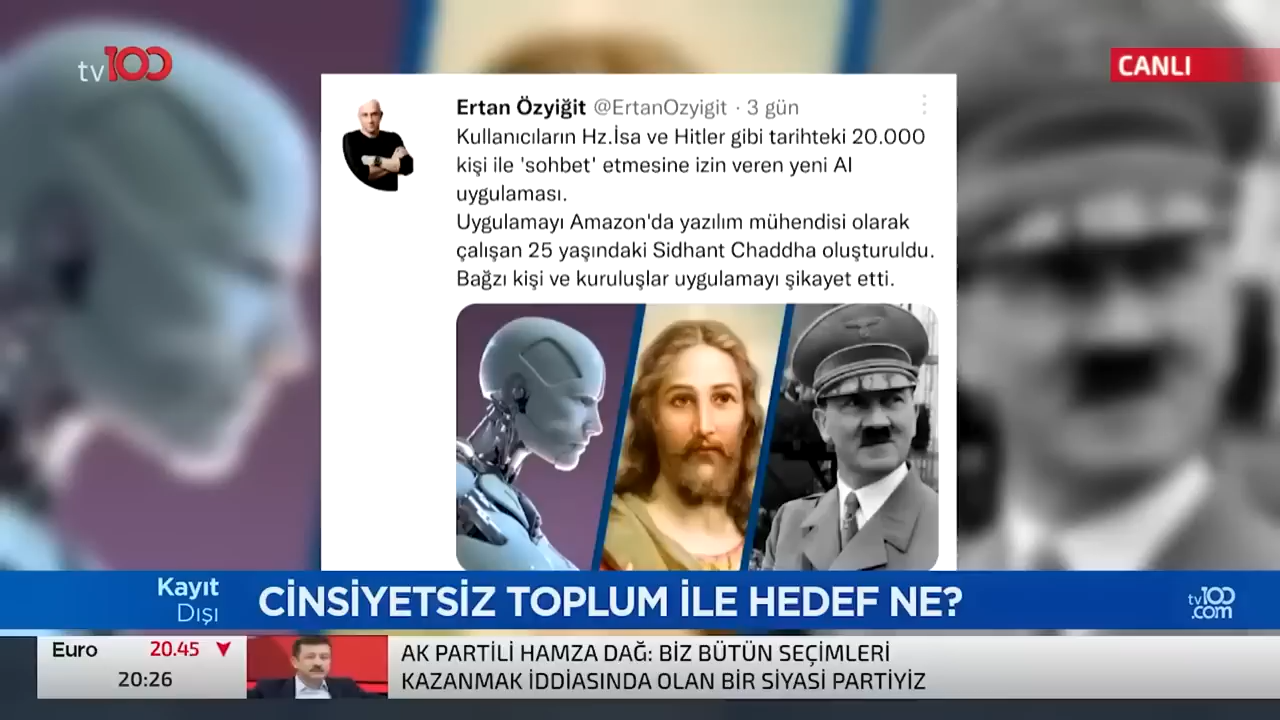 tv100
CANLI
Ertan Özyiğit @ErtanOzyigit · 3 gün
Kullanıcıların Hz.İsa ve Hitler gibi tarihteki 20.000
kişi ile 'sohbet' etmesine izin veren yeni AI
uygulaması.
Uygulamayı Amazon'da yazılım mühendisi olarak
çalışan 25 yaşındaki Sidhant Chaddha oluşturuldu.
Bağzı kişi ve kuruluşlar uygulamayı şikayet etti.
Kayıt
Dışı
CİNSİYETSİZ TOPLUM İLE HEDEF NE?
tv100
.com
Euro 20.45
20:26
AK PARTİLİ HAMZA DAĞ: BİZ BÜTÜN SEÇİMLERİ
KAZANMAK İDDİASINDA OLAN BİR SİYASİ PARTİYİZ